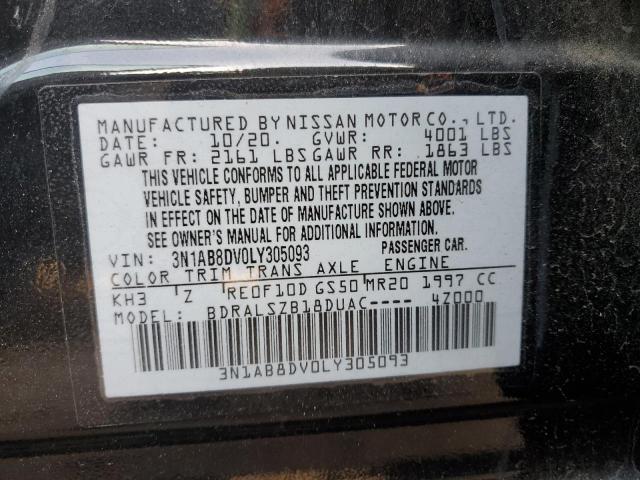 MANUFACTURED BY NISSAN MOTOR CO., LTD.
DATE: 10/20. GVWR: 4001 LBS
GAWR FR: 2161 LBS GAWR RR: 1863 LBS
THIS VEHICLE CONFORMS TO ALL APPLICABLE FEDERAL MOTOR
VEHICLE SAFETY, BUMPER AND THEFT PREVENTION STANDARDS
IN EFFECT ON THE DATE OF MANUFACTURE SHOWN ABOVE.
SEE OWNER'S MANUAL FOR ADDITIONAL INFORMATION.
VIN: 3N1AB8DV0LY305093 PASSENGER CAR.
COLOR TRIM TRANS AXLE ENGINE
KH3 Z RE0F10D GS50 MR20 1997 CC
MODEL: BDRALSZB18DUAC---- 4Z000
3N1AB8DV0LY305093